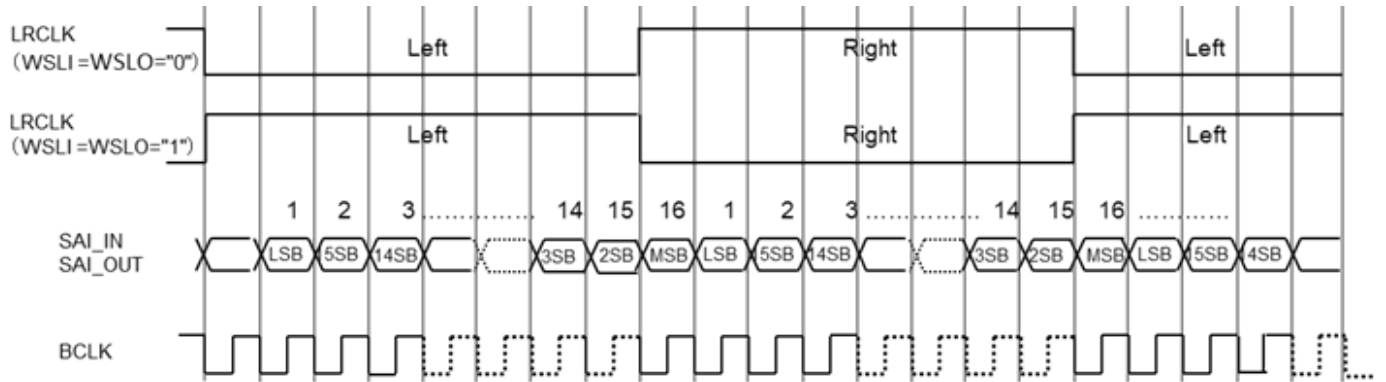 LRCLK
(WSLI =WSLO="0")
Left
Right
Left
LRCLK
(WSLI =WSLO="1")
Left
Right
Left
1 2 3 .............. 14 15 16 1 2 3 .............. 14 15 16 ..............
SAI_IN
SAI_OUT
LSB 5SB 14SB 3SB 2SB MSB LSB 5SB 14SB 3SB 2SB MSB LSB 15SB 4SB
BCLK